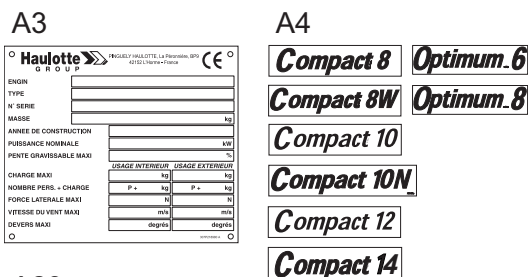 A3
Haulotte
GROUP
PINGUELY HAULOTTE, La Péronnière, BP9
42152 L'Horme - France
CE
ENGIN
TYPE
N° SERIE
MASSE kg
ANNEE DE CONSTRUCTION
PUISSANCE NOMINALE kW
PENTE GRAVISSABLE MAXI %
USAGE INTERIEUR USAGE EXTERIEUR
CHARGE MAXI kg kg
NOMBRE PERS. + CHARGE P + kg P + kg
FORCE LATERALE MAXI N N
VITESSE DU VENT MAXI m/s m/s
DEVERS MAXI degrés degrés
A4
Compact 8
Compact 8W
Compact 10
Compact 10N
Compact 12
Compact 14
Optimum.6
Optimum.8